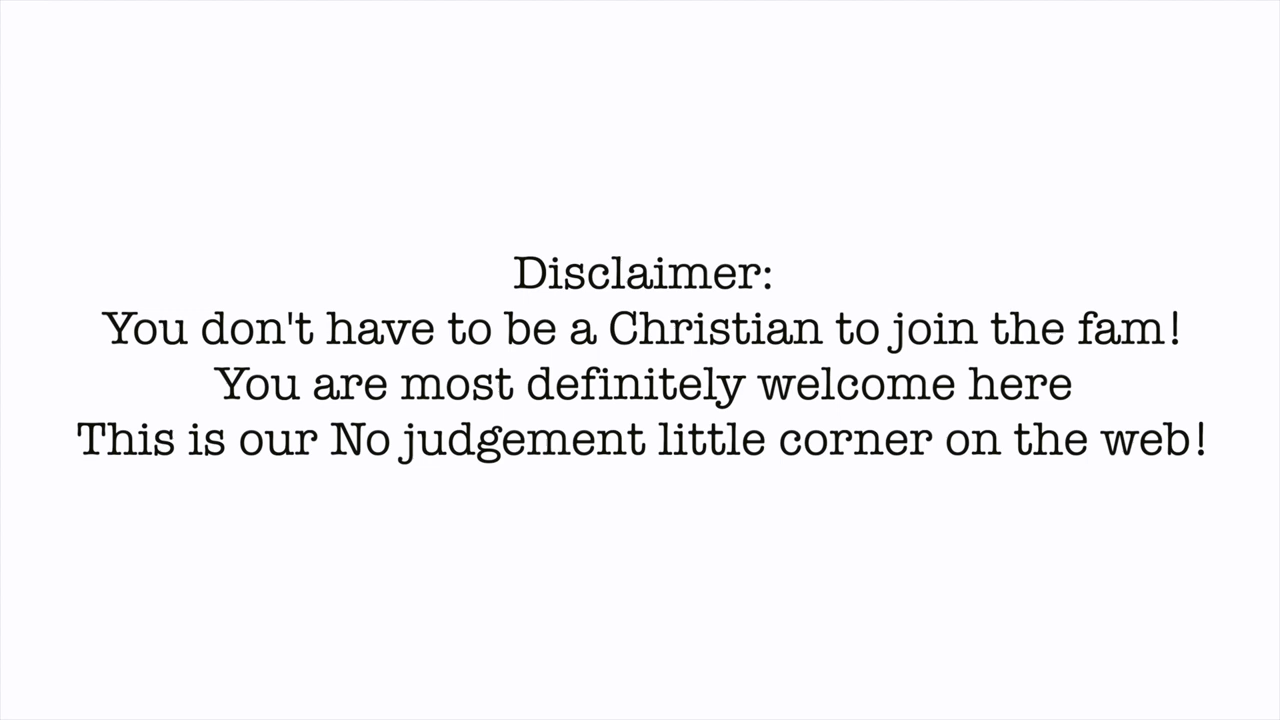 Disclaimer:
You don't have to be a Christian to join the fam!
You are most definitely welcome here
This is our No judgement little corner on the web!